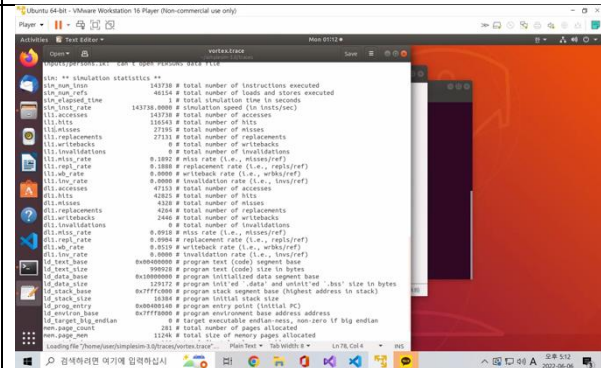 Ubuntu 64-bit - VMware Workstation 16 Player (Non-commercial use only)
Player
Activities Text Editor Mon 01:12
Open vortex.trace Save
~/simplesim-3.0/traces
inputs/persons.1k: can't open PERSONS data file
sim: ** simulation statistics **
sim_num_insn 143738 # total number of instructions executed
sim_num_refs 46154 # total number of loads and stores executed
sim_elapsed_time 1 # total simulation time in seconds
sim_inst_rate 143738.0000 # simulation speed (in insts/sec)
il1.accesses 143738 # total number of accesses
il1.hits 116543 # total number of hits
il1.misses 27195 # total number of misses
il1.replacements 27131 # total number of replacements
il1.writebacks 0 # total number of writebacks
il1.invalidations 0 # total number of invalidations
il1.miss_rate 0.1892 # miss rate (i.e., misses/ref)
il1.repl_rate 0.1888 # replacement rate (i.e., repls/ref)
il1.wb_rate 0.0000 # writeback rate (i.e., wrbks/ref)
il1.inv_rate 0.0000 # invalidation rate (i.e., invs/ref)
dl1.accesses 47153 # total number of accesses
dl1.hits 42825 # total number of hits
dl1.misses 4328 # total number of misses
dl1.replacements 4264 # total number of replacements
dl1.writebacks 2446 # total number of writebacks
dl1.invalidations 0 # total number of invalidations
dl1.miss_rate 0.0918 # miss rate (i.e., misses/ref)
dl1.repl_rate 0.0904 # replacement rate (i.e., repls/ref)
dl1.wb_rate 0.0519 # writeback rate (i.e., wrbks/ref)
dl1.inv_rate 0.0000 # invalidation rate (i.e., invs/ref)
ld_text_base 0x00400000 # program text (code) segment base
ld_text_size 990928 # program text (code) size in bytes
ld_data_base 0x10000000 # program initialized data segment base
ld_data_size 129172 # program init'ed `.data' and uninit'ed `.bss' size in bytes
ld_stack_base 0x7fffc000 # program stack segment base (highest address in stack)
ld_stack_size 16384 # program initial stack size
ld_prog_entry 0x00400140 # program entry point (initial PC)
ld_environ_base 0x7fff8000 # program environment base address address
ld_target_big_endian 0 # target executable endian-ness, non-zero if big endian
mem.page_count 281 # total number of pages allocated
mem.page_mem 1124k # total size of memory pages allocated
Loading file "/home/user/simplesim-3.0/traces/vortex.trace"... Plain Text Tab Width: 8 Ln 78, Col 4 INS
검색하려면 여기에 입력하십시
A 오후 5:12
2022-06-06